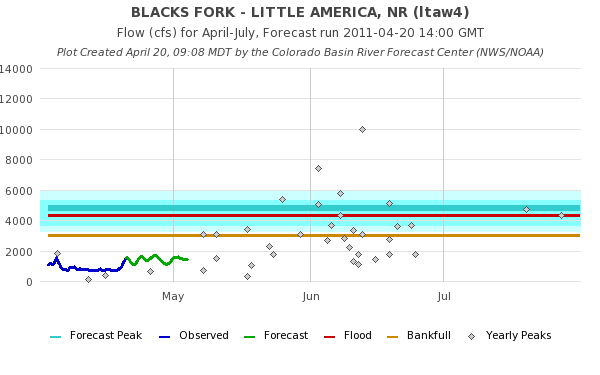 BLACKS FORK - LITTLE AMERICA, NR (ltaw4)
Flow (cfs) for April-July, Forecast run 2011-04-20 14:00 GMT
Plot Created April 20, 09:08 MDT by the Colorado Basin River Forecast Center (NWS/NOAA)
14000
12000
10000
8000
6000
4000
2000
0
May Jun Jul
Forecast Peak Observed Forecast Flood Bankfull Yearly Peaks